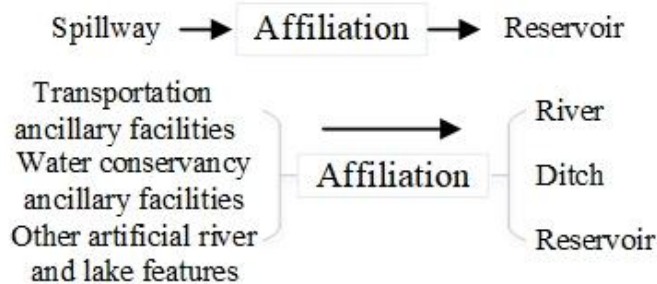 Spillway Affiliation Reservoir
Transportation
ancillary facilities
Water conservancy
ancillary facilities
Other artificial river
and lake features
Affiliation
River
Ditch
Reservoir